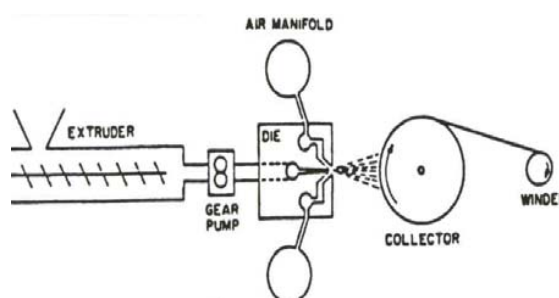 AIR MANIFOLD
EXTRUDER
DIE
GEAR
PUMP
COLLECTOR
WINDE